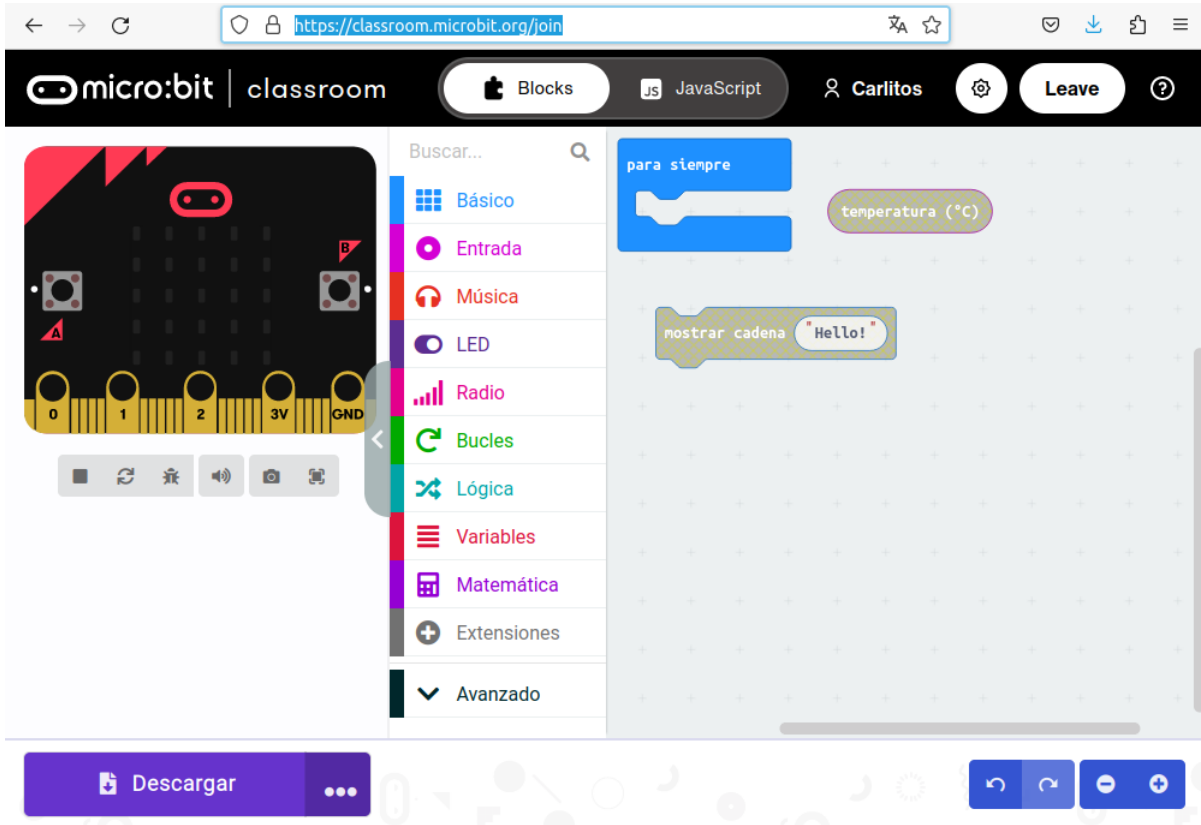 https://classroom.microbit.org/join
micro:bit | classroom
Blocks
JS JavaScript
Carlitos
Leave
?
Buscar...
Básico
Entrada
Música
LED
Radio
Bucles
Lógica
Variables
Matemática
Extensiones
Avanzado
A
B
0 1 2 3V GND
para siempre
temperatura (°C)
mostrar cadena "Hello!"
Descargar